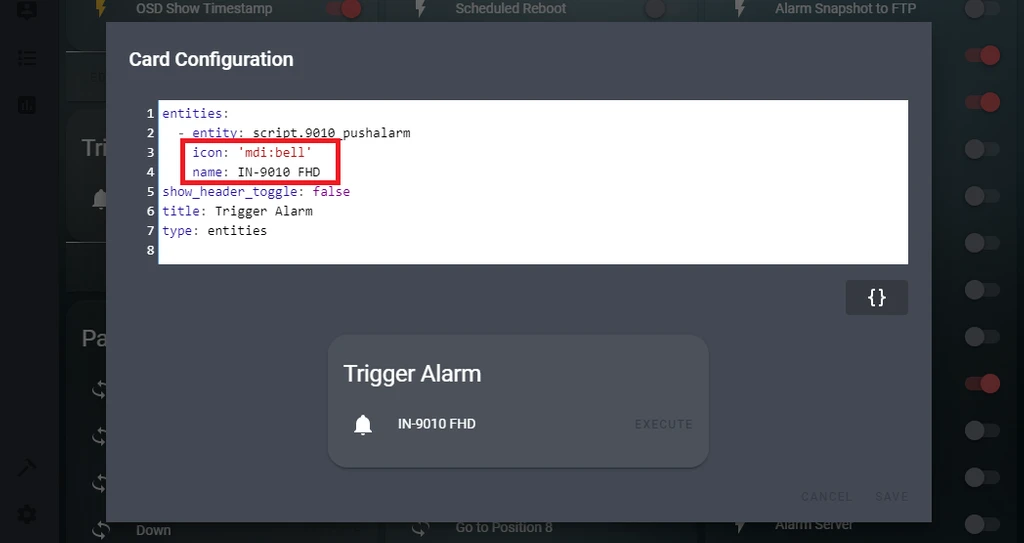 OSD Show Timestamp
Scheduled Reboot
Alarm Snapshot to FTP
Card Configuration
1 entities:
2   - entity: script.9010_pushalarm
3     icon: 'mdi:bell'
4     name: IN-9010 FHD
5 show_header_toggle: false
6 title: Trigger Alarm
7 type: entities
8
{}
Trigger Alarm
IN-9010 FHD
EXECUTE
CANCEL
SAVE
Down
Go to Position 8
Alarm Server